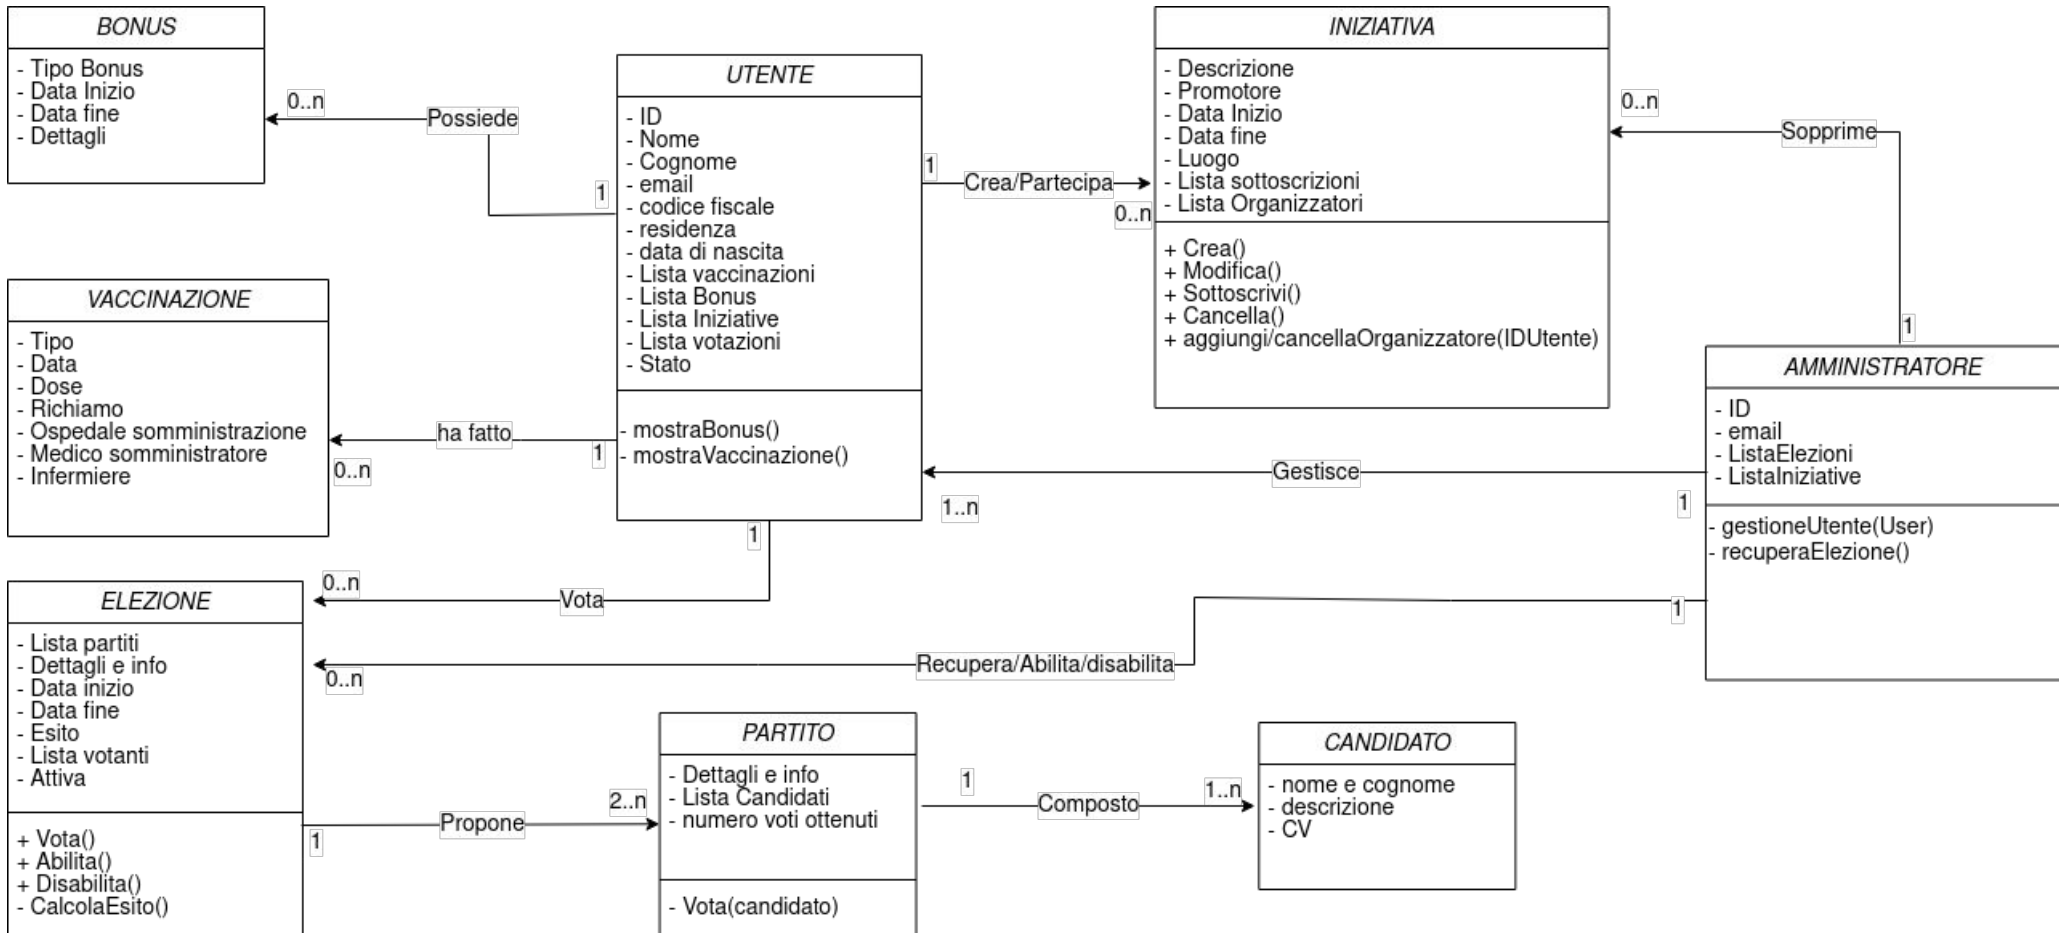 BONUS
- Tipo Bonus
- Data Inizio
- Data fine
- Dettagli
0..n
Possiede
1
UTENTE
- ID
- Nome
- Cognome
- email
- codice fiscale
- residenza
- data di nascita
- Lista vaccinazioni
- Lista Bonus
- Lista Iniziative
- Lista votazioni
- Stato
- mostraBonus()
- mostraVaccinazione()
1
Crea/Partecipa
0..n
INIZIATIVA
- Descrizione
- Promotore
- Data Inizio
- Data fine
- Luogo
- Lista sottoscrizioni
- Lista Organizzatori
+ Crea()
+ Modifica()
+ Sottoscrivi()
+ Cancella()
+ aggiungi/cancellaOrganizzatore(IDUtente)
0..n
Sopprime
1
VACCINAZIONE
- Tipo
- Data
- Dose
- Richiamo
- Ospedale somministrazione
- Medico somministratore
- Infermiere
ha fatto
0..n
1
AMMINISTRATORE
- ID
- email
- ListaElezioni
- ListaIniziative
- gestioneUtente(User)
- recuperaElezione()
Gestisce
1..n
1
1
0..n
Vota
1
Recupera/Abilita/disabilita
0..n
ELEZIONE
- Lista partiti
- Dettagli e info
- Data inizio
- Data fine
- Esito
- Lista votanti
- Attiva
+ Vota()
+ Abilita()
+ Disabilita()
- CalcolaEsito()
1
Propone
2..n
PARTITO
- Dettagli e info
- Lista Candidati
- numero voti ottenuti
- Vota(candidato)
1
Composto
1..n
CANDIDATO
- nome e cognome
- descrizione
- CV